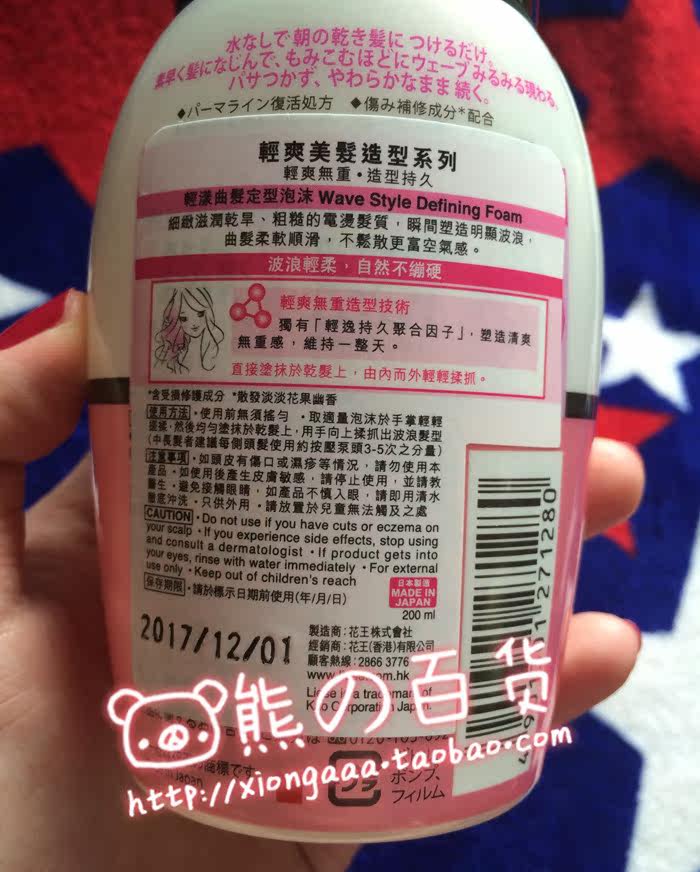 水なしで朝の乾き髪につけるだけ。
素早く髪になじんで、もみこむほどにウェーブみるみる現わる。
パサつかず、やわらかなまま続く。
◆パーマライン復活処方 ◆傷み補修成分*配合
輕爽美髮造型系列
輕爽無重・造型持久
輕漾曲髮定型泡沫 Wave Style Defining Foam
細緻滋潤乾旱、粗糙的電燙髮質，瞬間塑造明顯波浪，
曲髮柔軟順滑，不鬆散更富空氣感。
波浪輕柔，自然不繃硬
輕爽無重造型技術
獨有「輕逸持久聚合因子」，塑造清爽
無重感，維持一整天。
直接塗抹於乾髮上，由內而外輕輕揉抓。
*含受損修護成分 *散發淡淡花果幽香
使用方法・使用前無須搖勻 ・取適量泡沫於手掌輕輕
搓揉，然後均勻塗抹於乾髮上，用手向上揉抓出波浪髮型
(中長髮者建議每側頭髮使用約按壓泵頭3-5次之分量)
注意事項・如頭皮有傷口或濕疹等情況，請勿使用本
產品・如使用後產生皮膚敏感，請停止使用，並請教
醫生・避免接觸眼睛，如產品不慎入眼，請即用清水
徹底沖洗・只供外用・請放置於兒童無法觸及之處
CAUTION・Do not use if you have cuts or eczema on
your scalp・If you experience side effects, stop using
and consult a dermatologist・If product gets into
your eyes, rinse with water immediately・For external
use only・Keep out of children's reach
保存期限・請於標示日期前使用(年/月/日)
日本製造
MADE IN
JAPAN
200 ml
2017/12/01
製造商：花王株式會社
經銷商：花王(香港)有限公司
顧客熱線：2866 3776
Kao Corporation Japan.
271280
熊の百货
http://xiongaaa.taobao.com
の商標です
Japan
プラ
ポンプ、
フィルム